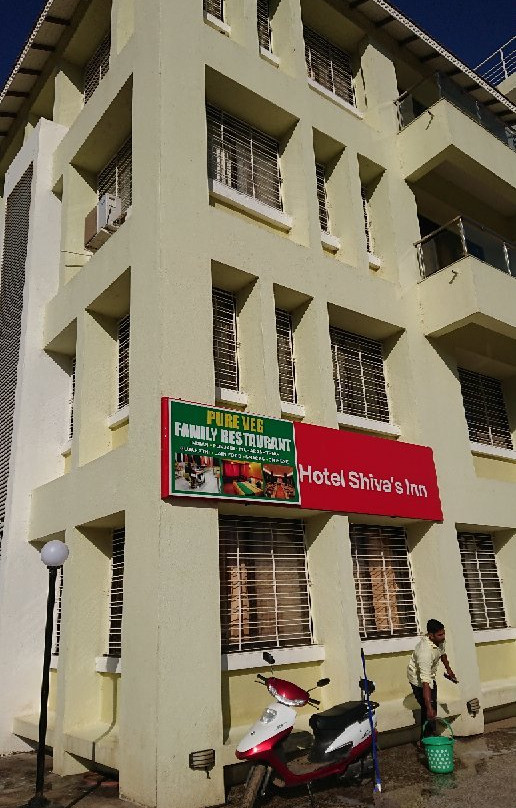 PURE VEG
FAMILY RESTAURANT
Hotel Shiva's Inn